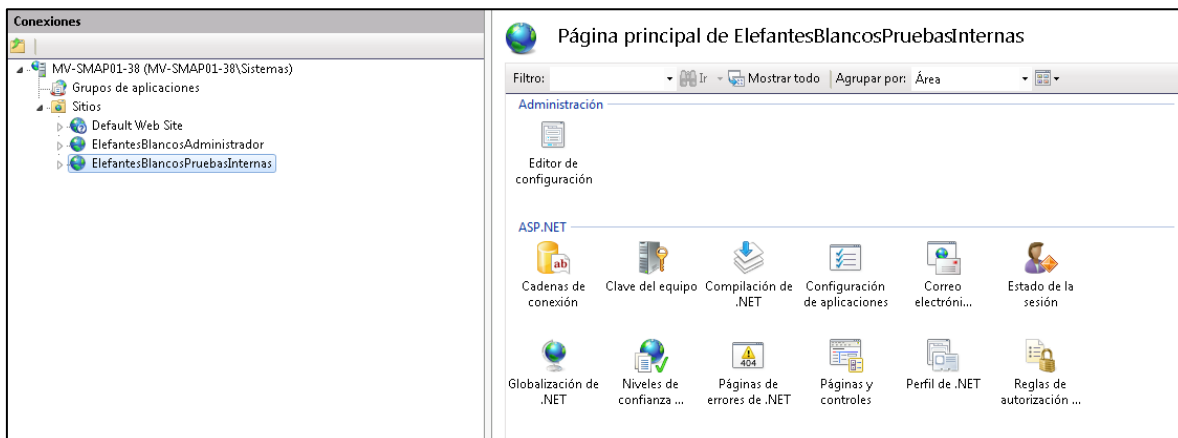 Conexiones
MV-SMAP01-38 (MV-SMAP01-38\Sistemas)
Grupos de aplicaciones
Sitios
Default Web Site
ElefantesBlancosAdministrador
ElefantesBlancosPruebasInternas
Página principal de ElefantesBlancosPruebasInternas
Filtro: Ir Mostrar todo Agrupar por: Área
Administración
Editor de
configuración
ASP.NET
ab
Cadenas de
conexión
Clave del equipo
Compilación de
.NET
Configuración
de aplicaciones
Correo
electróni...
Estado de la
sesión
Globalización de
.NET
Niveles de
confianza ...
404
Páginas de
errores de .NET
Páginas y
controles
Perfil de .NET
Reglas de
autorización ...